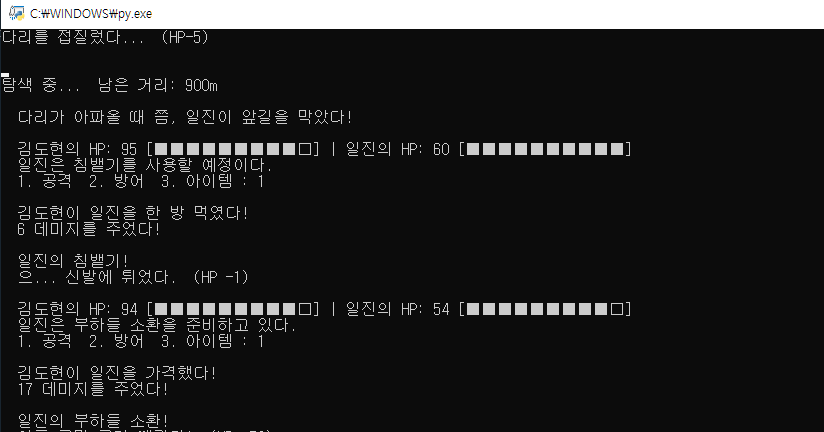 C:₩WINDOWS₩py.exe
다리를 접질렀다... (HP-5)
탐색 중... 남은 거리: 900m
다리가 아파올 때 쯤, 일진이 앞길을 막았다!
김도현의 HP: 95 [■■■■■■■■■□] | 일진의 HP: 60 [■■■■■■■■■■]
일진은 침뱉기를 사용할 예정이다.
1. 공격 2. 방어 3. 아이템 : 1
김도현이 일진을 한 방 먹였다!
6 데미지를 주었다!
일진의 침뱉기!
으... 신발에 튀었다. (HP -1)
김도현의 HP: 94 [■■■■■■■■■□] | 일진의 HP: 54 [■■■■■■■■■□]
일진은 부하들 소환을 준비하고 있다.
1. 공격 2. 방어 3. 아이템 : 1
김도현이 일진을 가격했다!
17 데미지를 주었다!
일진의 부하들 소환!